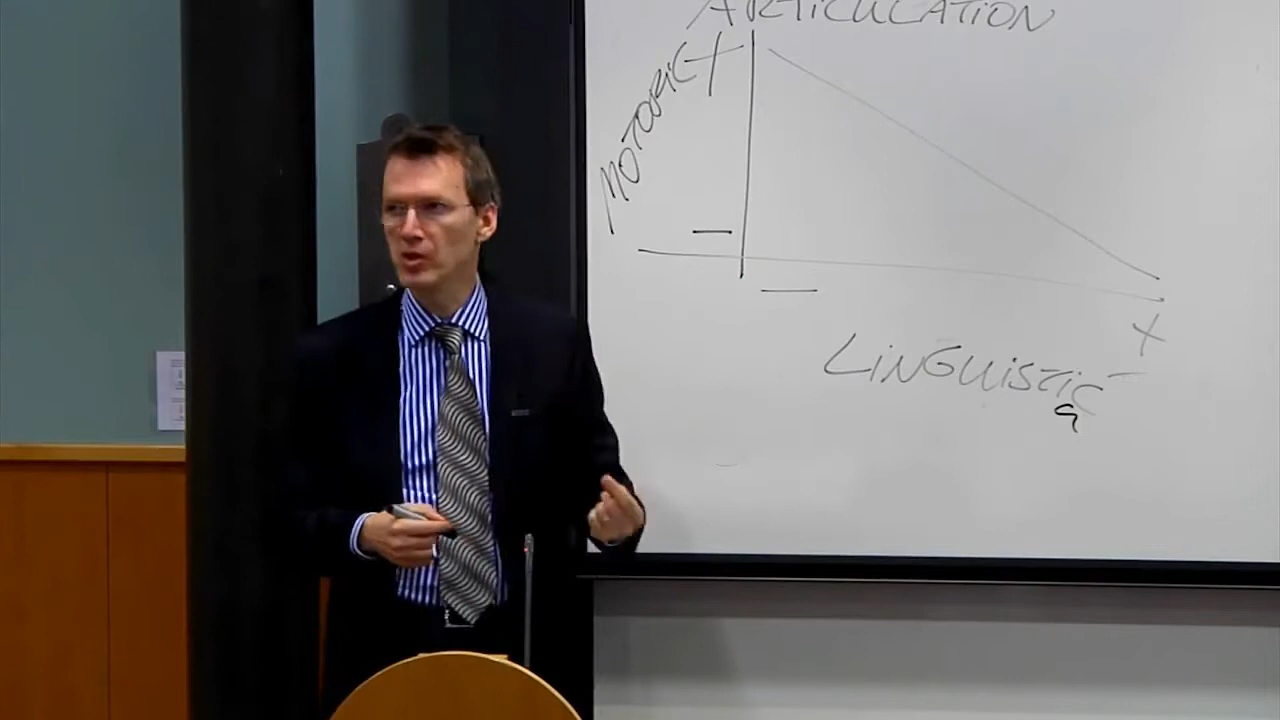 ARTICULATION
MOTORIC +
—
—
+
LINGUISTIC
a